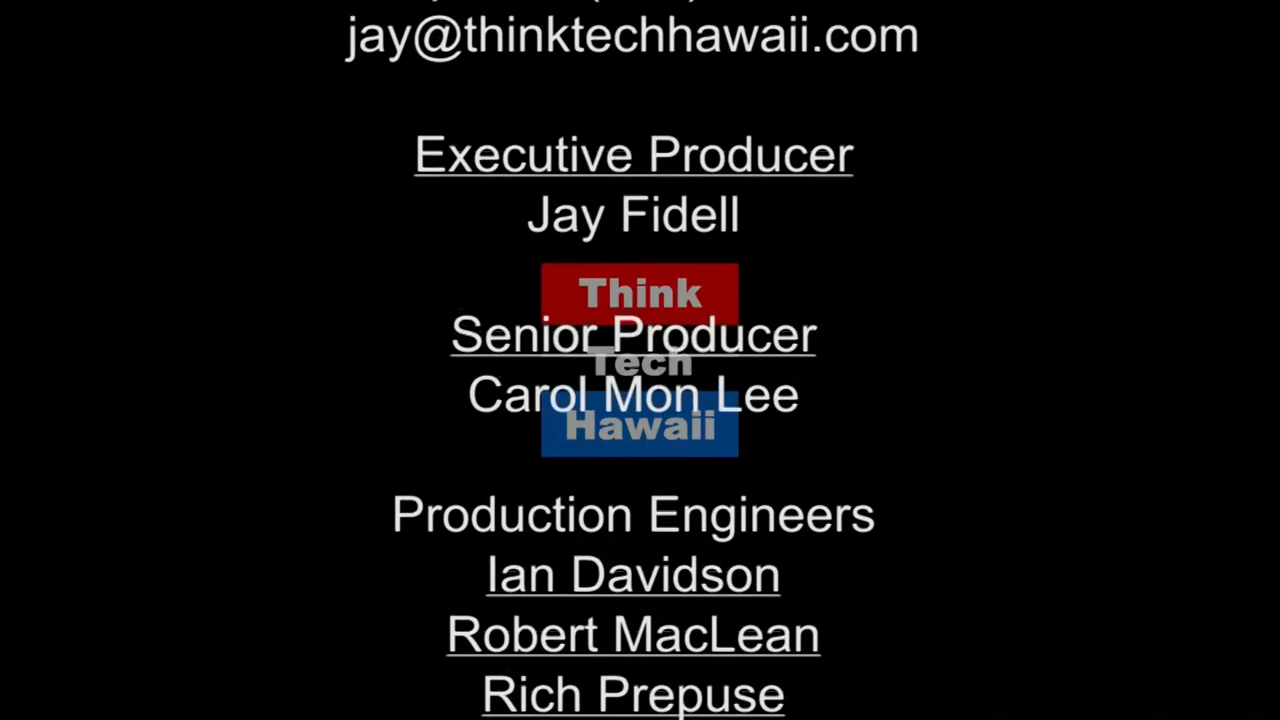 jay@thinktechhawaii.com
Executive Producer
Jay Fidell
Think
Senior Producer
Tech
Carol Mon Lee
Hawaii
Production Engineers
Ian Davidson
Robert MacLean
Rich Prepuse